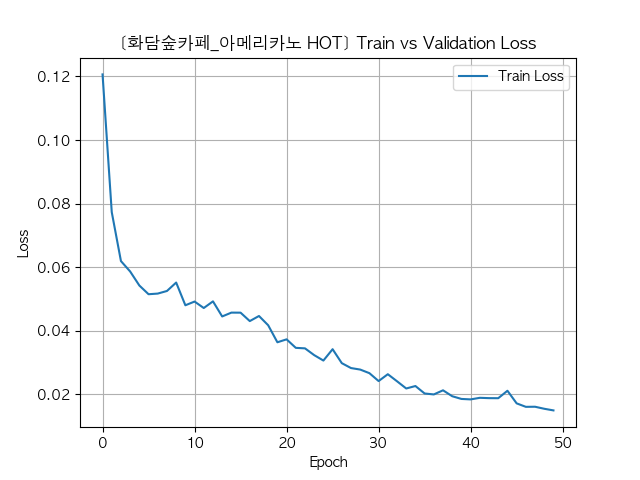 [화담숲카페_아메리카노 HOT] Train vs Validation Loss
Train Loss
0.12
0.10
0.08
0.06
0.04
0.02
Loss
0 10 20 30 40 50
Epoch